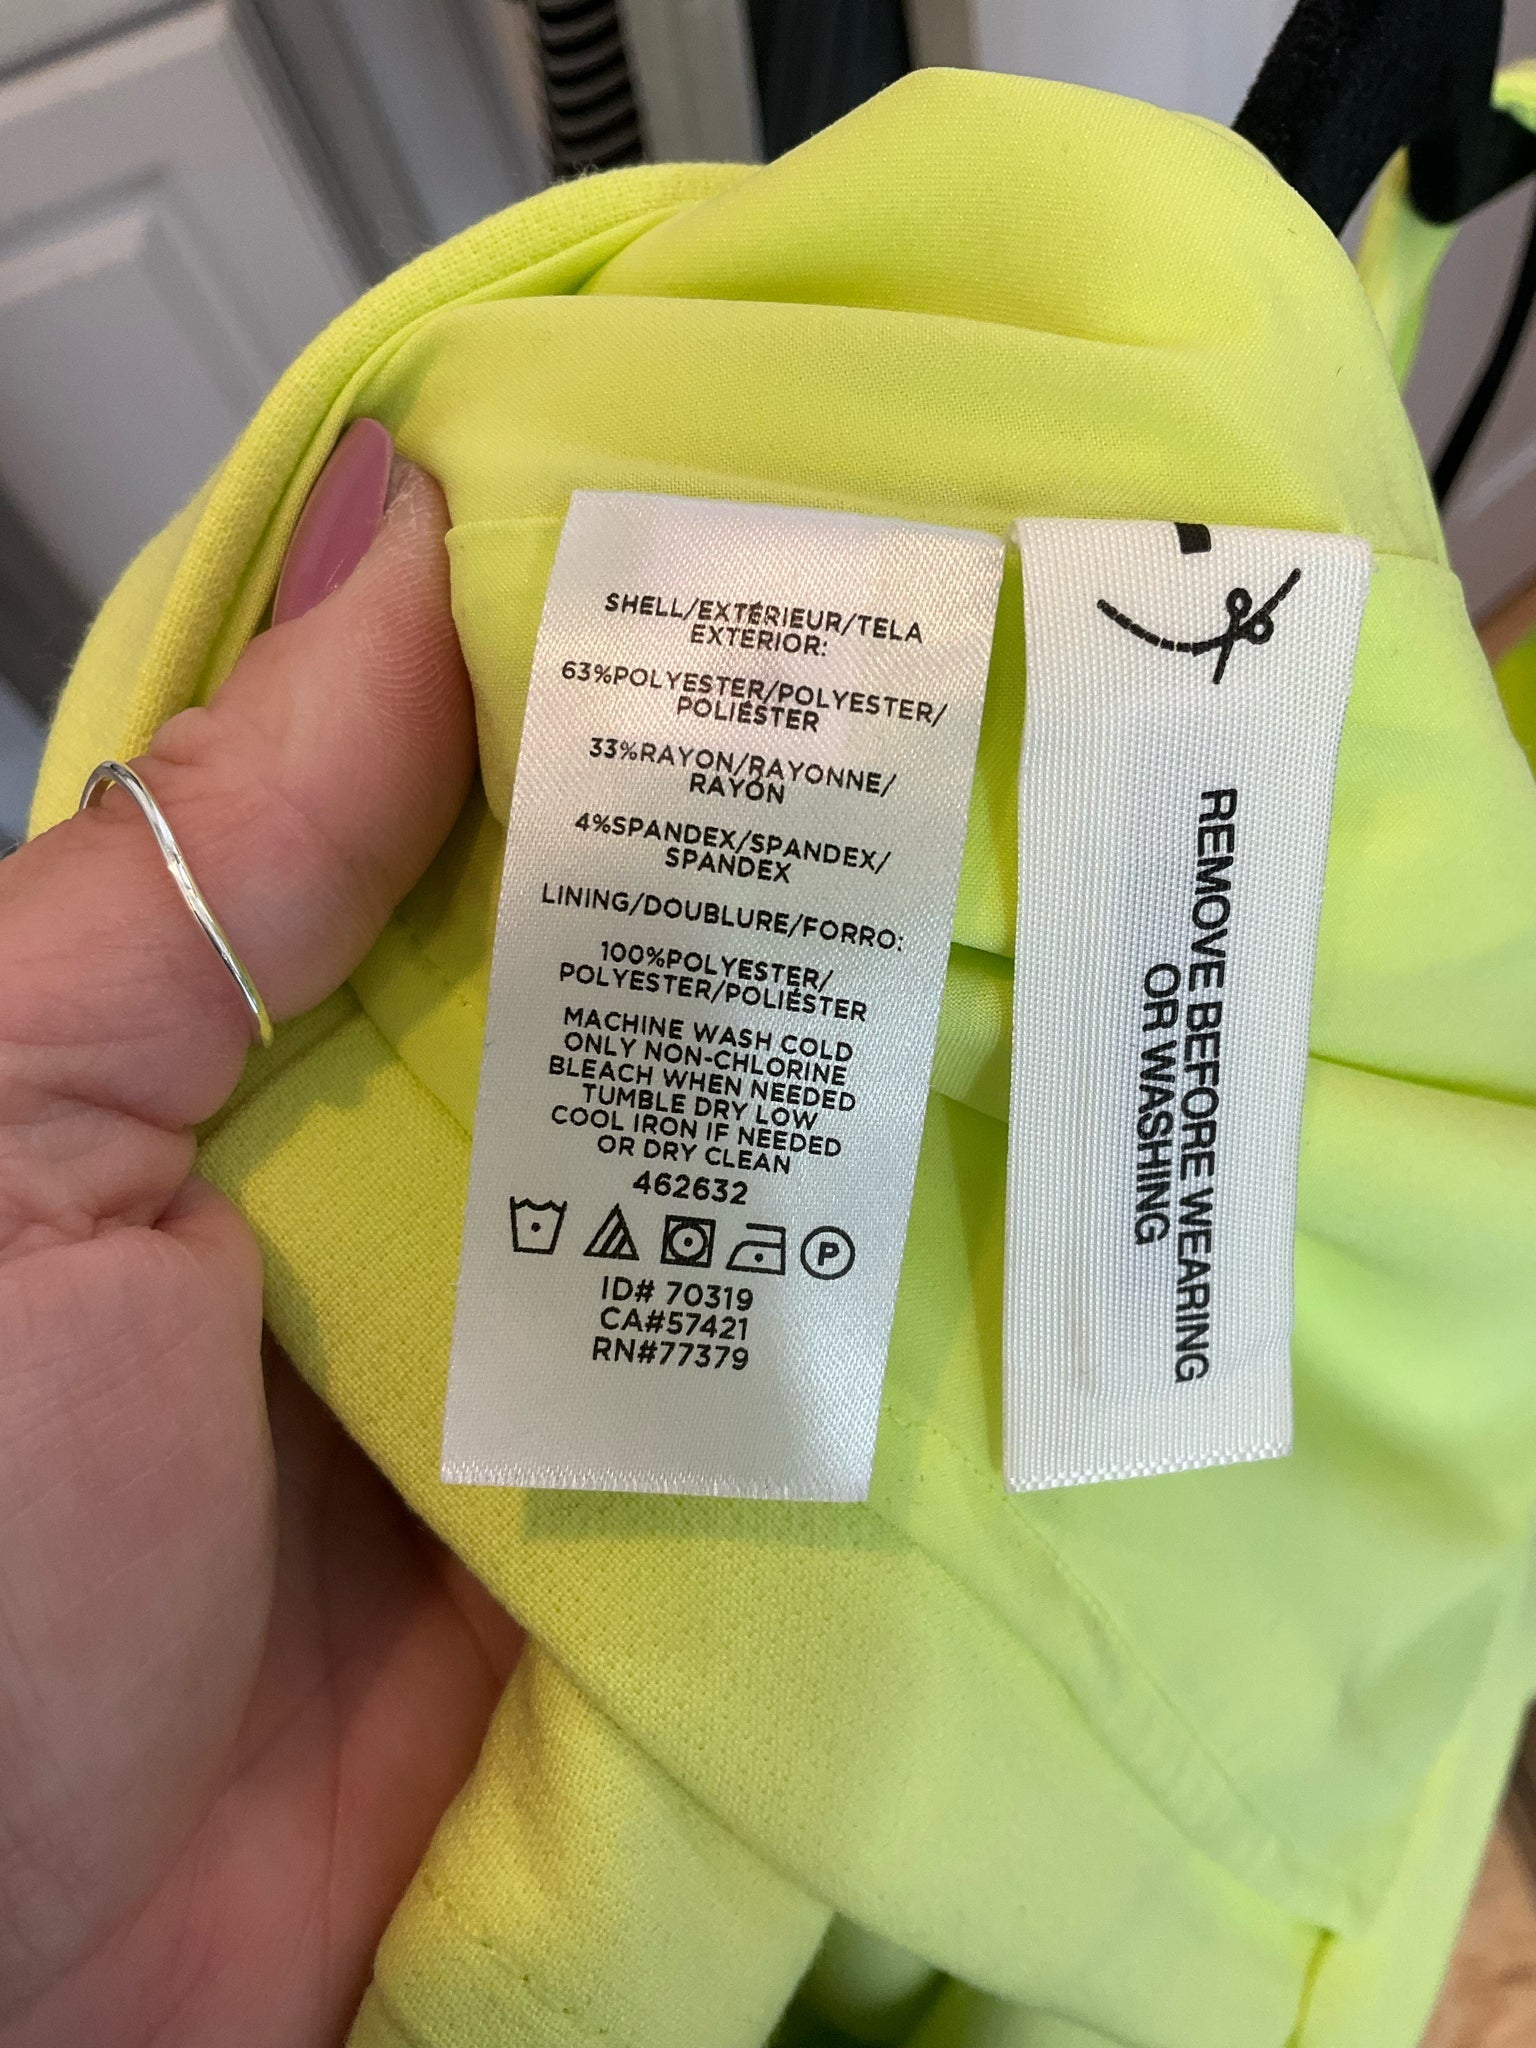 SHELL/EXTÉRIEUR/TELA
EXTERIOR:
63%POLYESTER/POLYESTER/
POLIÉSTER
33%RAYON/RAYONNE/
RAYÓN
4%SPANDEX/SPANDEX/
SPANDEX
LINING/DOUBLURE/FORRO:
100%POLYESTER/
POLYESTER/POLIÉSTER
MACHINE WASH COLD
ONLY NON-CHLORINE
BLEACH WHEN NEEDED
TUMBLE DRY LOW
COOL IRON IF NEEDED
OR DRY CLEAN
462632
P
ID# 70319
CA#57421
RN#77379
REMOVE BEFORE WEARING
OR WASHING